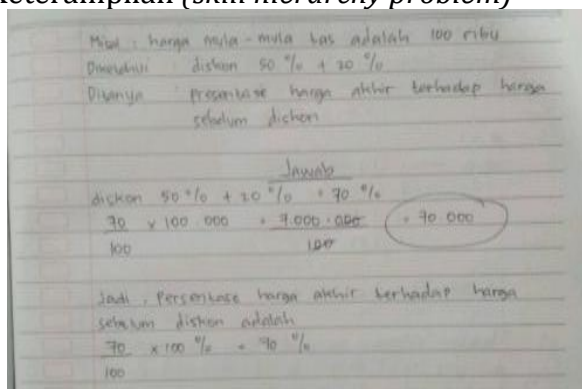 Keterampilan (skill hierarchy problem)
Misal : harga mula-mula tas adalah 100 ribu
Diketahui diskon 50 % + 20 %
Ditanya presentase harga akhir terhadap harga
sebelum diskon
Jawab
diskon 50 % + 20 % = 70 %
70 x 100.000 = 7.000.000 = 70.000
100 100
Jadi, Persentase harga akhir terhadap harga
sebelum diskon adalah
70 x 100 % = 70 %
100